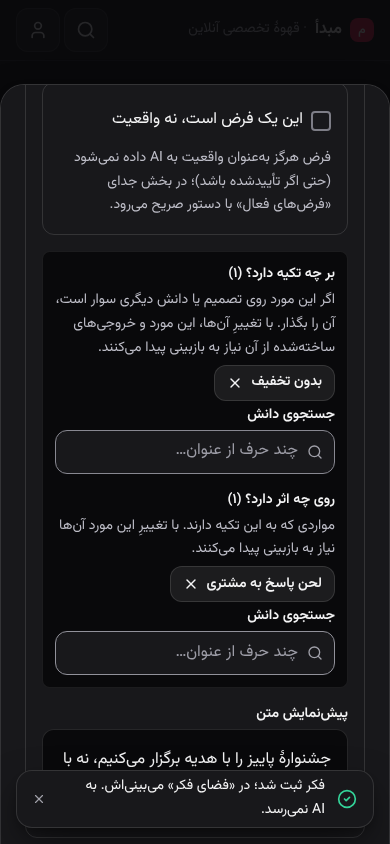 م مبدأ · قهوهٔ تخصصی آنلاین
این یک فرض است، نه واقعیت
فرض هرگز به‌عنوان واقعیت به AI داده نمی‌شود
(حتی اگر تأییدشده باشد)؛ در بخش جدای
«فرض‌های فعال» با دستور صریح می‌رود.
بر چه تکیه دارد؟ (۱)
اگر این مورد روی تصمیم یا دانش دیگری سوار است،
آن را بگذار. با تغییرِ آن‌ها، این مورد و خروجی‌های
ساخته‌شده از آن نیاز به بازبینی پیدا می‌کنند.
بدون تخفیف
جستجوی دانش
چند حرف از عنوان…
روی چه اثر دارد؟ (۱)
مواردی که به این تکیه دارند. با تغییرِ این مورد آن‌ها
نیاز به بازبینی پیدا می‌کنند.
لحن پاسخ به مشتری
جستجوی دانش
چند حرف از عنوان…
پیش‌نمایش متن
جشنوارهٔ پاییز را با هدیه برگزار می‌کنیم، نه با
فکر ثبت شد؛ در «فضای فکر» می‌بینی‌اش. به
AI نمی‌رسد.